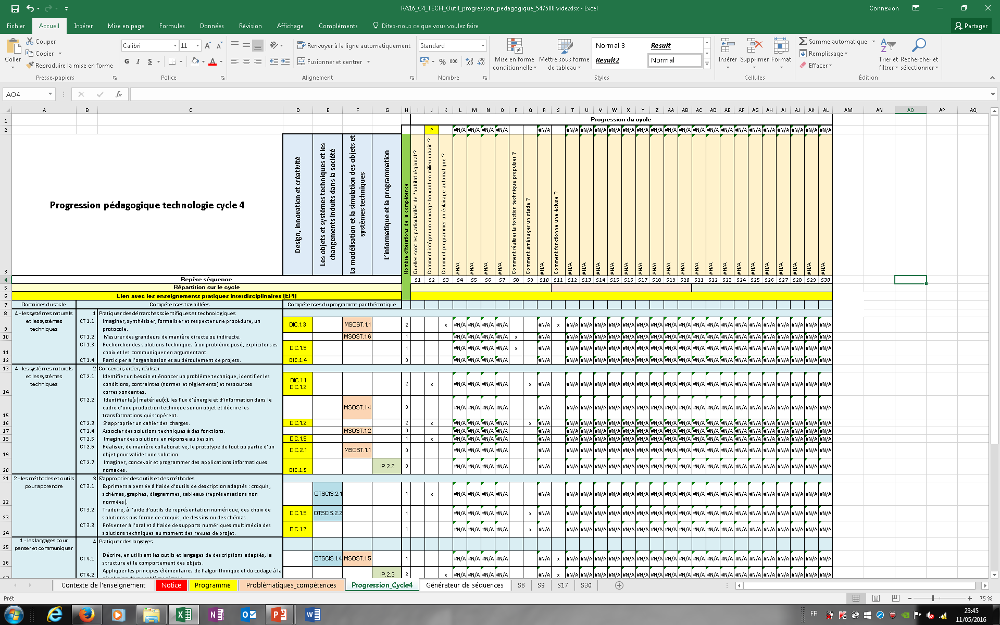 RA16_C4_TECH_Outil_progression_pedagogique_547508 vide.xlsx - Excel
Connexion
Fichier Accueil Insérer Mise en page Formules Données Révision Affichage Compléments Dites-nous ce que vous voulez faire Partager
Couper
Copier
Reproduire la mise en forme
Coller
Presse-papiers
Calibri 11
G I S
Police
Renvoyer à la ligne automatiquement
Fusionner et centrer
Alignement
Standard
% 000
Nombre
Mise en forme conditionnelle
Mettre sous forme de tableau
Normal 3 Result
Result2 Normal
Styles
Insérer Supprimer Format
Cellules
Somme automatique
Remplissage
Effacer
Trier et filtrer
Rechercher et sélectionner
Édition
AO4
fx
A B C D E F G H I J K L M N O P Q R S T U V W X Y Z AA AB AC AD AE AF AG AH AI AJ AK AL AM AN AO AP AQ
1 Progression du cycle
2 P #N/A #N/A #N/A #N/A #N/A #N/A #N/A #N/A #N/A #N/A #N/A #N/A #N/A #N/A #N/A #N/A #N/A #N/A #N/A #N/A #N/A #N/A #N/A #N/A
3 Progression pédagogique technologie cycle 4
Design, innovation et créativité
Les objets et systèmes techniques et les changements induits dans la société
La modélisation et la simulation des objets et systèmes techniques
L'informatique et la programmation
Nombre d'itérations de la compétence
Quelles sont les particularités de l'habitat régional ?
Comment intégrer un ouvrage bruyant en milieu urbain ?
Comment programmer un éclairage automatique ?
#N/A #N/A #N/A #N/A
Comment réaliser la fonction technique propulser ?
Comment aménager un stade ?
#N/A
Comment fonctionne une écluse ?
#N/A #N/A #N/A #N/A #N/A #N/A #N/A #N/A #N/A #N/A #N/A #N/A #N/A #N/A #N/A #N/A #N/A #N/A #N/A
4 Repère séquence S1 S2 S3 S4 S5 S6 S7 S8 S9 S10 S11 S12 S13 S14 S15 S16 S17 S18 S19 S20 S21 S22 S23 S24 S25 S26 S27 S28 S29 S30
5 Répartition sur le cycle
6 Lien avec les enseignements pratiques interdisciplinaires (EPI)
7 Domaines du socle Compétences travaillées Compétences du programme par thématique
8 4 - les systèmes naturels et les systèmes techniques 1 Pratiquer des démarches scientifiques et technologiques
9 CT 1.1 Imaginer, synthétiser, formaliser et respecter une procédure, un protocole. DIC.1.3 MSOST.1.1 2 x #N/A #N/A #N/A #N/A #N/A x #N/A #N/A #N/A #N/A #N/A #N/A #N/A #N/A #N/A #N/A #N/A #N/A #N/A #N/A #N/A #N/A #N/A #N/A #N/A
10 CT 1.2 Mesurer des grandeurs de manière directe ou indirecte. MSOST.1.6 1 #N/A #N/A #N/A #N/A x #N/A #N/A #N/A #N/A #N/A #N/A #N/A #N/A #N/A #N/A #N/A #N/A #N/A #N/A #N/A #N/A #N/A #N/A #N/A #N/A
11 CT 1.3 Rechercher des solutions techniques à un problème posé, expliciter ses choix et les communiquer en argumentant. DIC.1.5 1 #N/A #N/A #N/A #N/A x #N/A #N/A #N/A #N/A #N/A #N/A #N/A #N/A #N/A #N/A #N/A #N/A #N/A #N/A #N/A #N/A #N/A #N/A #N/A #N/A
12 CT 1.4 Participer à l'organisation et au déroulement de projets. DIC.1.4 0 #N/A #N/A #N/A #N/A #N/A #N/A #N/A #N/A #N/A #N/A #N/A #N/A #N/A #N/A #N/A #N/A #N/A #N/A #N/A #N/A #N/A #N/A #N/A #N/A
13 4 - les systèmes naturels et les systèmes techniques 2 Concevoir, créer, réaliser
14 CT 2.1 Identifier un besoin et énoncer un problème technique, identifier les conditions, contraintes (normes et règlements) et ressources correspondantes. DIC.1.1 DIC.1.2 2 x #N/A #N/A #N/A #N/A x #N/A #N/A #N/A #N/A #N/A #N/A #N/A #N/A #N/A #N/A #N/A #N/A #N/A #N/A #N/A #N/A #N/A #N/A #N/A #N/A
15 CT 2.2 Identifier le(s) matériau(x), les flux d'énergie et d'information dans le cadre d'une production technique sur un objet et décrire les transformations qui s'opèrent. MSOST.1.4 0 #N/A #N/A #N/A #N/A #N/A #N/A #N/A #N/A #N/A #N/A #N/A #N/A #N/A #N/A #N/A #N/A #N/A #N/A #N/A #N/A #N/A #N/A #N/A #N/A
16 CT 2.3 S'approprier un cahier des charges. DIC.1.2 2 x #N/A #N/A #N/A #N/A x #N/A #N/A #N/A #N/A #N/A #N/A #N/A #N/A #N/A #N/A #N/A #N/A #N/A #N/A #N/A #N/A #N/A #N/A #N/A #N/A
17 CT 2.4 Associer des solutions techniques à des fonctions. MSOST.1.2 0 #N/A #N/A #N/A #N/A #N/A #N/A #N/A #N/A #N/A #N/A #N/A #N/A #N/A #N/A #N/A #N/A #N/A #N/A #N/A #N/A #N/A #N/A #N/A #N/A
18 CT 2.5 Imaginer des solutions en réponse au besoin. DIC.1.5 1 x #N/A #N/A #N/A #N/A #N/A #N/A #N/A #N/A #N/A #N/A #N/A #N/A #N/A #N/A #N/A #N/A #N/A #N/A #N/A #N/A #N/A #N/A #N/A #N/A
19 CT 2.6 Réaliser, de manière collaborative, le prototype de tout ou partie d'un objet pour valider une solution. DIC.2.1 MSOST.1.1 0 #N/A #N/A #N/A #N/A #N/A #N/A #N/A #N/A #N/A #N/A #N/A #N/A #N/A #N/A #N/A #N/A #N/A #N/A #N/A #N/A #N/A #N/A #N/A #N/A
20 CT 2.7 Imaginer, concevoir et programmer des applications informatiques nomades. DIC.1.5 IP.2.2 0 #N/A #N/A #N/A #N/A #N/A #N/A #N/A #N/A #N/A #N/A #N/A #N/A #N/A #N/A #N/A #N/A #N/A #N/A #N/A #N/A #N/A #N/A #N/A #N/A
21 2 - les méthodes et outils pour apprendre 3 S'approprier des outils et des méthodes
22 CT 3.1 Exprimer sa pensée à l'aide d'outils de description adaptés : croquis, schémas, graphes, diagrammes, tableaux (représentations non normées). OTSCIS.2.1 1 x #N/A #N/A #N/A #N/A #N/A #N/A #N/A #N/A #N/A #N/A #N/A #N/A #N/A #N/A #N/A #N/A #N/A #N/A #N/A #N/A #N/A #N/A #N/A #N/A
23 CT 3.2 Traduire, à l'aide d'outils de représentation numérique, des choix de solutions sous forme de croquis, de dessins ou de schémas. DIC.1.5 OTSCIS.2.2 1 #N/A #N/A #N/A #N/A x #N/A #N/A #N/A #N/A #N/A #N/A #N/A #N/A #N/A #N/A #N/A #N/A #N/A #N/A #N/A #N/A #N/A #N/A #N/A #N/A
24 CT 3.3 Présenter à l'oral et à l'aide de supports numériques multimédia des solutions techniques au moment des revues de projet. DIC.1.7 1 #N/A #N/A #N/A #N/A x #N/A #N/A #N/A #N/A #N/A #N/A #N/A #N/A #N/A #N/A #N/A #N/A #N/A #N/A #N/A #N/A #N/A #N/A #N/A #N/A
25 1 - les langages pour penser et communiquer 4 Pratiquer des langages
26 CT 4.1 Décrire, en utilisant les outils et langages de descriptions adaptés, la structure et le comportement des objets. OTSCIS.1.4 MSOST.1.5 1 #N/A #N/A #N/A #N/A #N/A x #N/A #N/A #N/A #N/A #N/A #N/A #N/A #N/A #N/A #N/A #N/A #N/A #N/A #N/A #N/A #N/A #N/A #N/A #N/A
CT 4.2 Appliquer les principes élémentaires de l'algorithmique et du codage à la IP.2.3 2 x #N/A #N/A #N/A #N/A #N/A x #N/A #N/A #N/A #N/A #N/A #N/A #N/A #N/A #N/A #N/A #N/A #N/A #N/A #N/A #N/A #N/A #N/A #N/A #N/A
Contexte de l'enseignement Notice Programme Problématiques_compétences Progression_Cycle4 Générateur de séquences S8 S9 S17 S30
Prêt
75 %
FR
23:45
11/05/2016